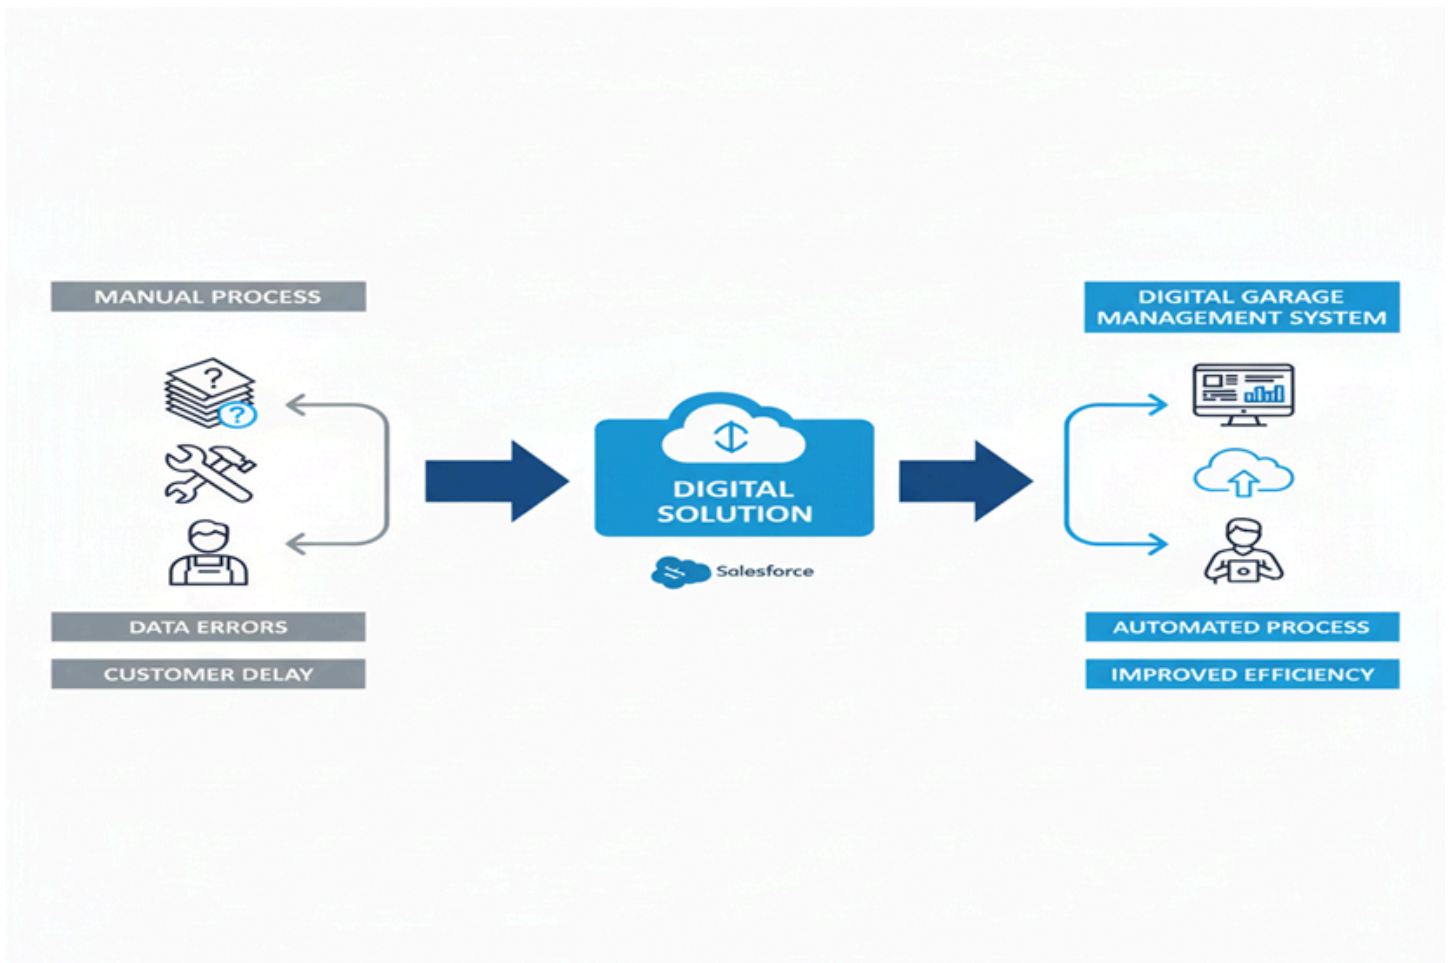 MANUAL PROCESS
?
?
DATA ERRORS
CUSTOMER DELAY
DIGITAL
SOLUTION
Salesforce
DIGITAL GARAGE
MANAGEMENT SYSTEM
AUTOMATED PROCESS
IMPROVED EFFICIENCY